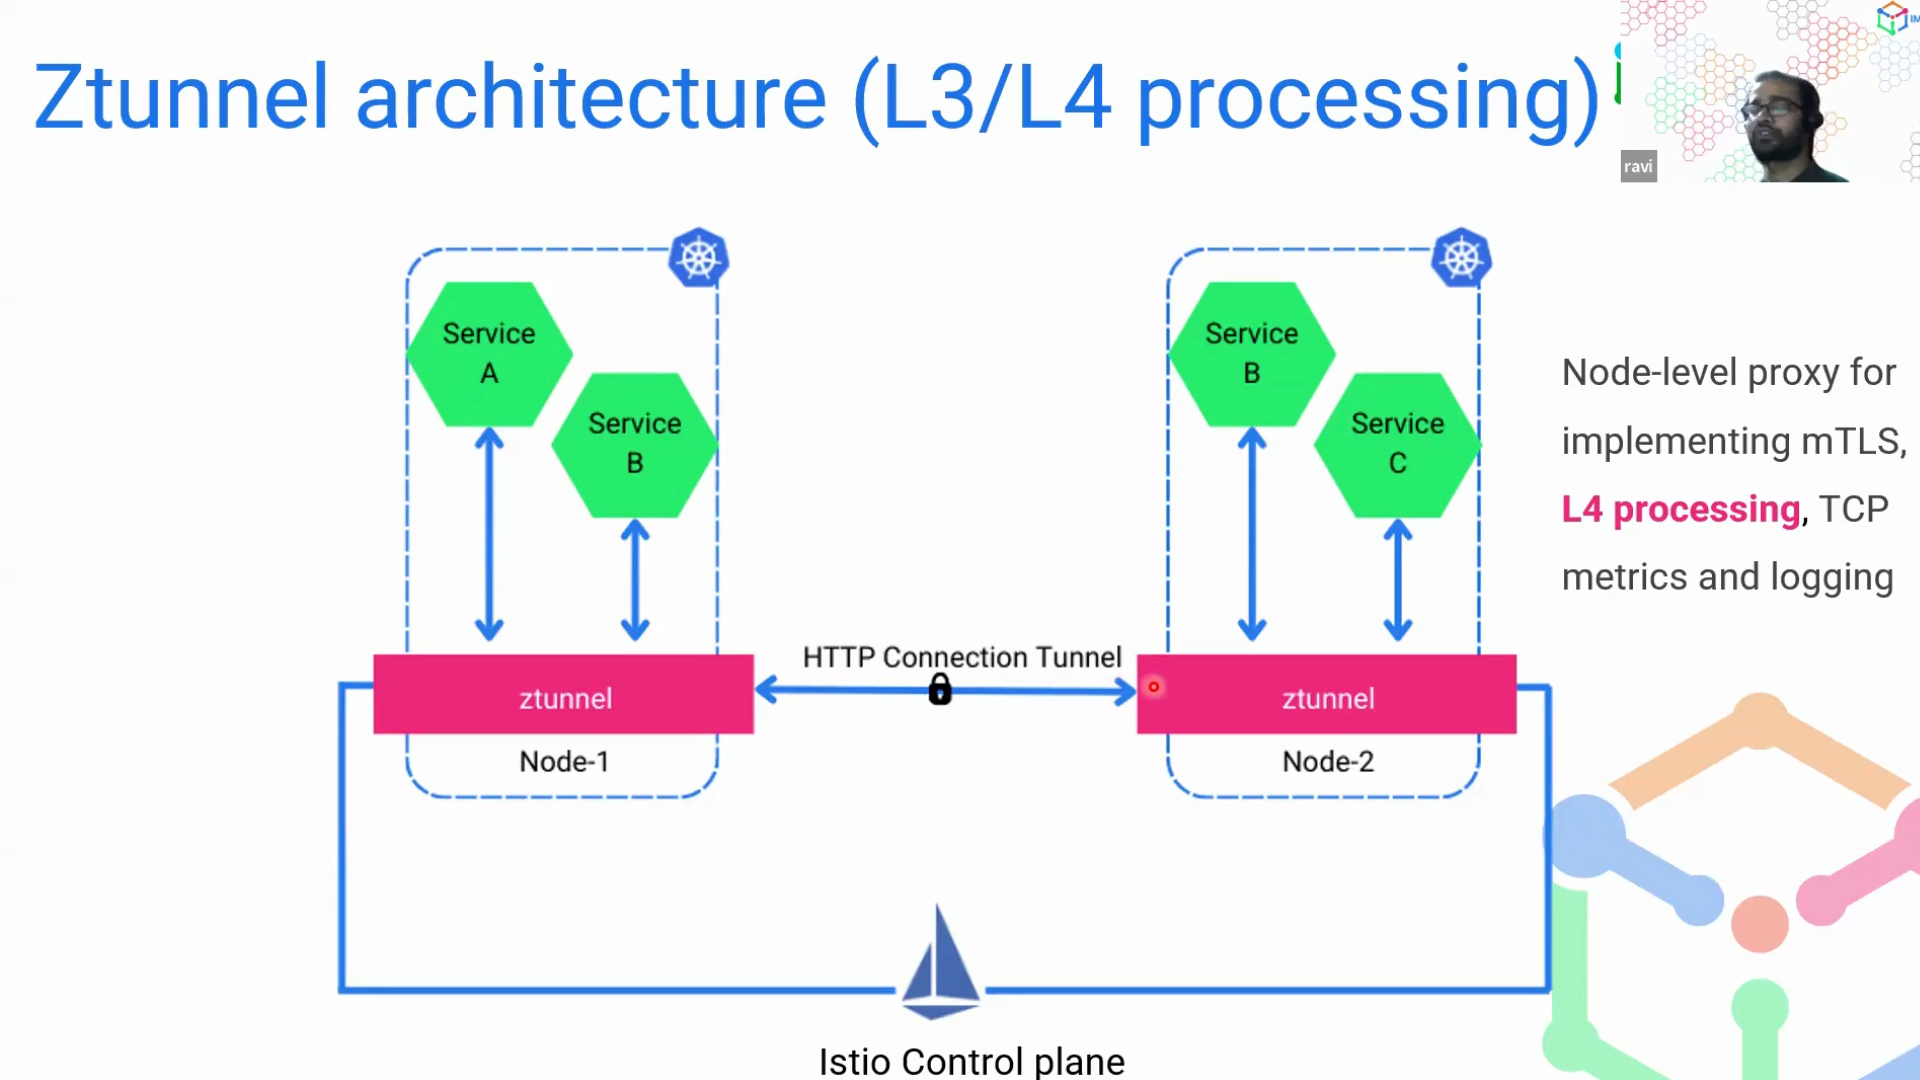 Ztunnel architecture (L3/L4 processing)
IM
ravi
Service
A
Service
B
Service
B
Service
C
Node-level proxy for
implementing mTLS,
L4 processing, TCP
metrics and logging
HTTP Connection Tunnel
ztunnel
ztunnel
Node-1
Node-2
Istio Control plane